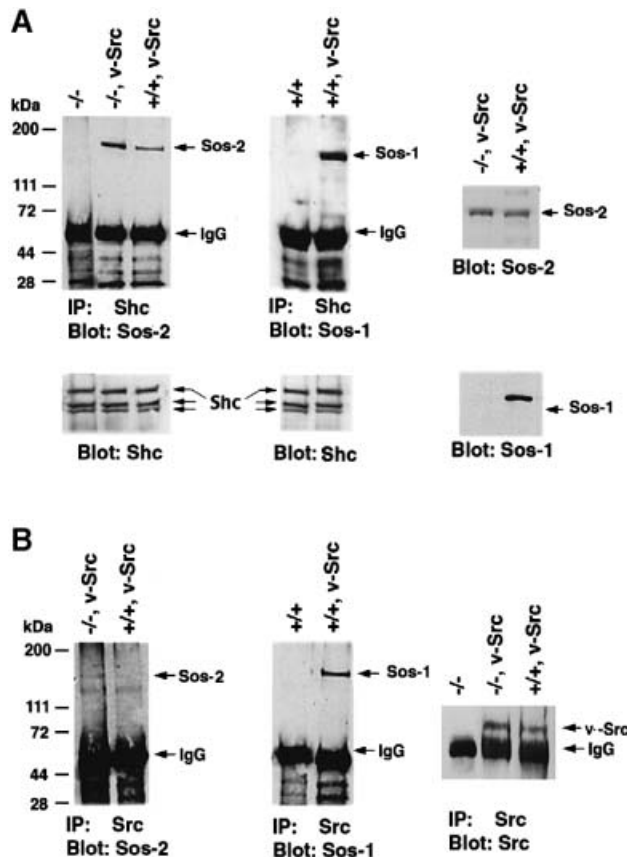 A
kDa
-/-
-/-, v-Src
+/+, v-Src
200
111
72
44
28
Sos-2
IgG
IP: Shc
Blot: Sos-2
+/+
+/+, v-Src
Sos-1
IgG
IP: Shc
Blot: Sos-1
-/-, v-Src
+/+, v-Src
Sos-2
Blot: Sos-2
Shc
Blot: Shc
Blot: Shc
Sos-1
Blot: Sos-1
B
kDa
-/-, v-Src
+/+, v-Src
200
111
72
44
28
Sos-2
IgG
IP: Src
Blot: Sos-2
+/+
+/+, v-Src
Sos-1
IgG
IP: Src
Blot: Sos-1
-/-
-/-, v-Src
+/+, v-Src
v-Src
IgG
IP: Src
Blot: Src